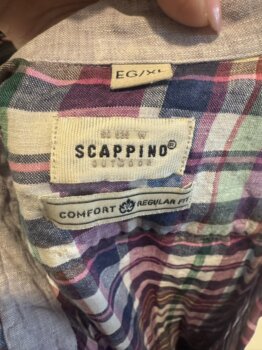 EG/XL
SCAPPINO®
OUTDOOR
COMFORT REGULAR FIT